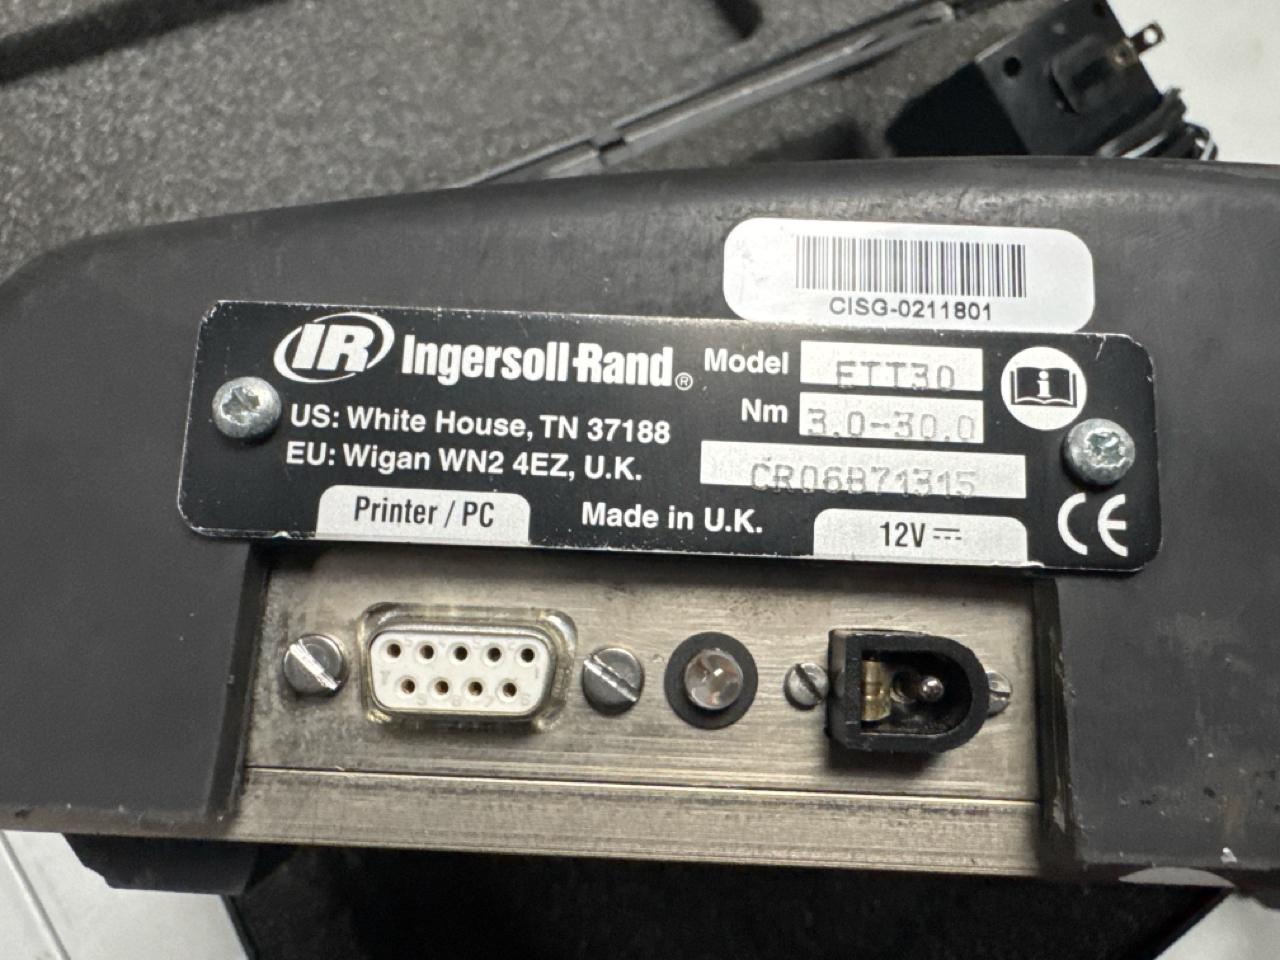 CISG-0211801
IR Ingersoll-Rand®
Model ETT30
Nm 3.0-30.0
US: White House, TN 37188
EU: Wigan WN2 4EZ, U.K.
CR06B71315
Printer / PC
Made in U.K.
12V
CE